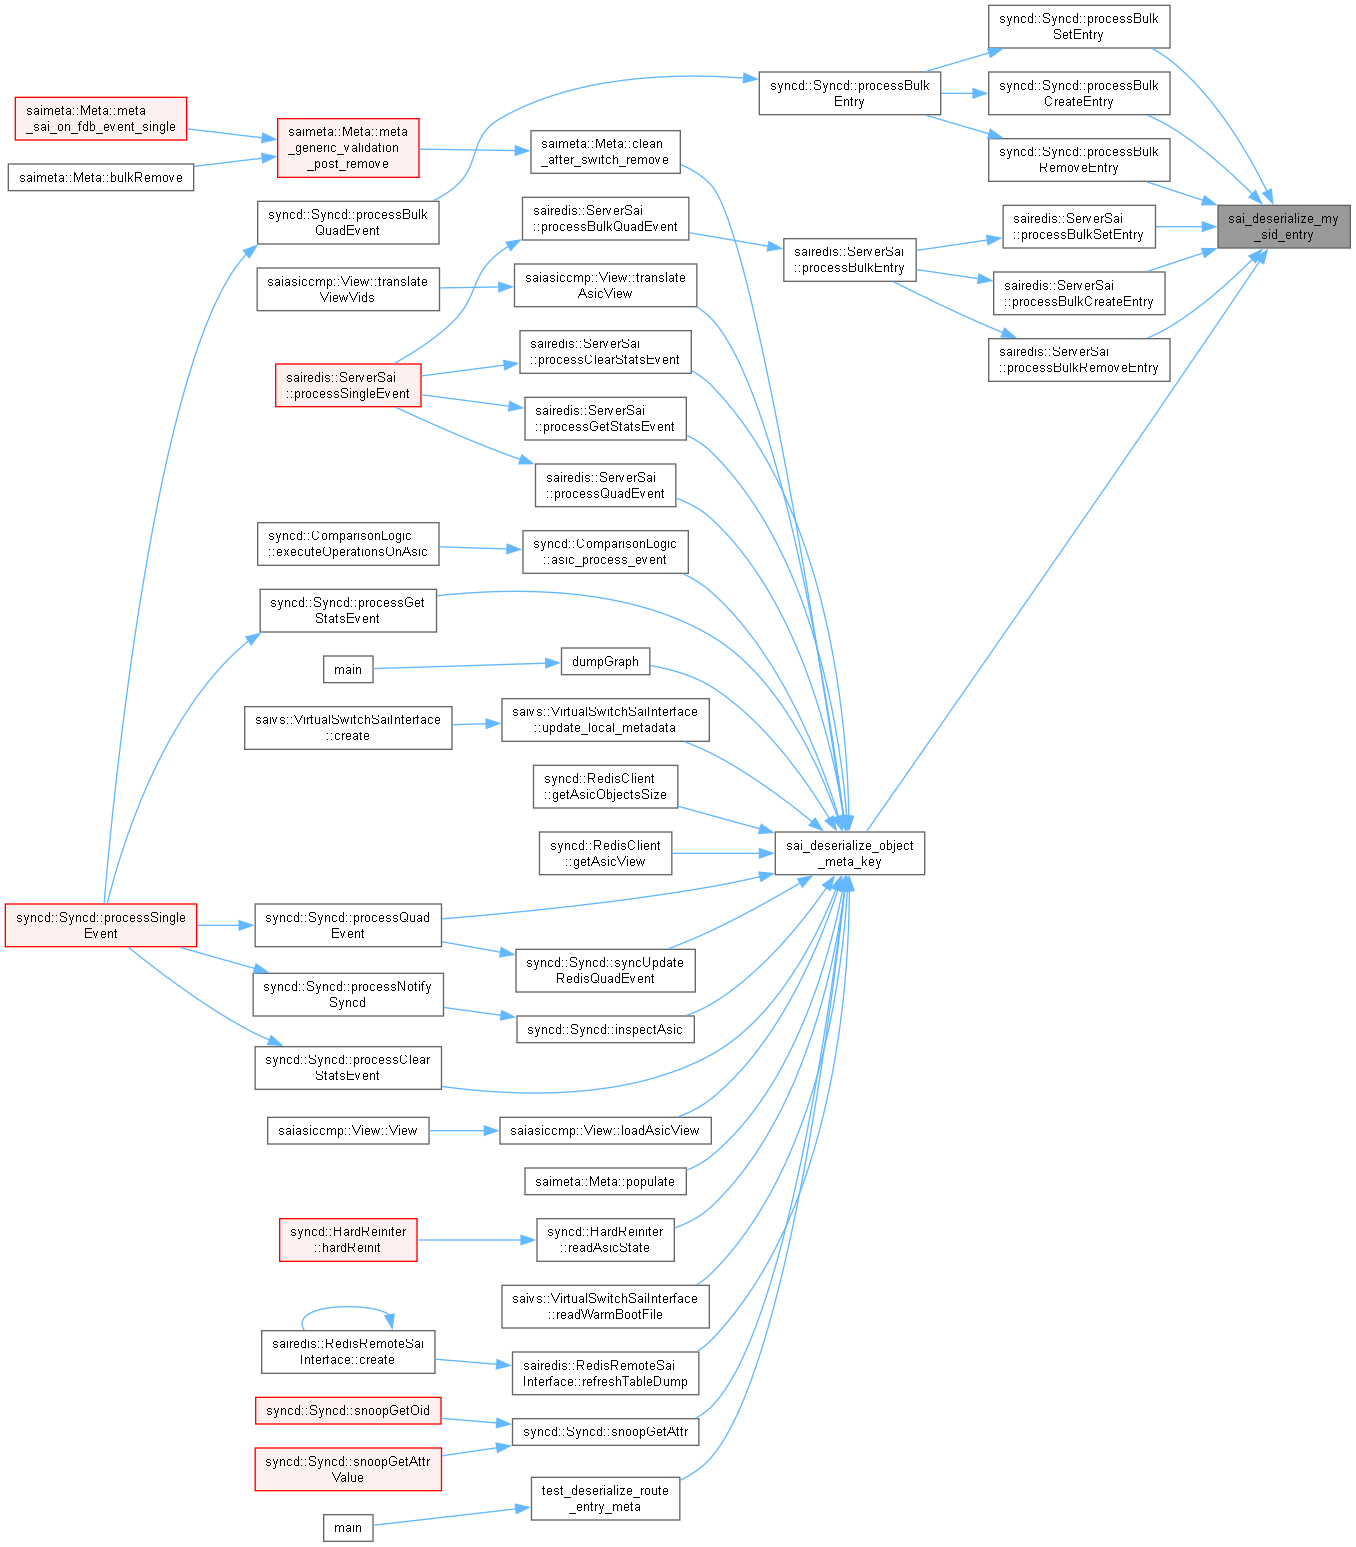 syncd::Syncd::processBulk
SetEntry
syncd::Syncd::processBulk
Entry
syncd::Syncd::processBulk
CreateEntry
saimeta::Meta::meta
_sai_on_fdb_event_single
saimeta::Meta::meta
_generic_validation
_post_remove
saimeta::Meta::clean
_after_switch_remove
syncd::Syncd::processBulk
RemoveEntry
saimeta::Meta::bulkRemove
syncd::Syncd::processBulk
QuadEvent
sairedis::ServerSai
::processBulkQuadEvent
sairedis::ServerSai
::processBulkSetEntry
sai_deserialize_my
_sid_entry
sairedis::ServerSai
::processBulkEntry
saiasiccmp::View::translate
ViewVids
saiasiccmp::View::translate
AsicView
sairedis::ServerSai
::processBulkCreateEntry
sairedis::ServerSai
::processClearStatsEvent
sairedis::ServerSai
::processBulkRemoveEntry
sairedis::ServerSai
::processSingleEvent
sairedis::ServerSai
::processGetStatsEvent
sairedis::ServerSai
::processQuadEvent
syncd::ComparisonLogic
::executeOperationsOnAsic
syncd::ComparisonLogic
::asic_process_event
syncd::Syncd::processGet
StatsEvent
main
dumpGraph
saivs::VirtualSwitchSaiInterface
::create
saivs::VirtualSwitchSaiInterface
::update_local_metadata
syncd::RedisClient
::getAsicObjectsSize
syncd::RedisClient
::getAsicView
sai_deserialize_object
_meta_key
syncd::Syncd::processSingle
Event
syncd::Syncd::processQuad
Event
syncd::Syncd::syncUpdate
RedisQuadEvent
syncd::Syncd::processNotify
Syncd
syncd::Syncd::inspectAsic
syncd::Syncd::processClear
StatsEvent
saiasiccmp::View::View
saiasiccmp::View::loadAsicView
saimeta::Meta::populate
syncd::HardReiniter
::hardReinit
syncd::HardReiniter
::readAsicState
saivs::VirtualSwitchSaiInterface
::readWarmBootFile
sairedis::RedisRemoteSai
Interface::create
sairedis::RedisRemoteSai
Interface::refreshTableDump
syncd::Syncd::snoopGetOid
syncd::Syncd::snoopGetAttr
syncd::Syncd::snoopGetAttr
Value
test_deserialize_route
_entry_meta
main